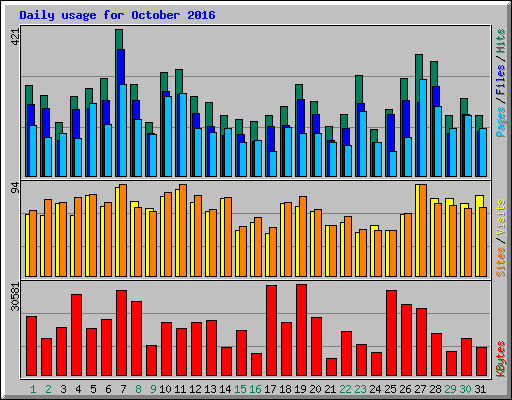 Daily usage for October 2016
421
Pages / Files / Hits
94
Sites / Visits
30581
KBytes
1 2 3 4 5 6 7 8 9 10 11 12 13 14 15 16 17 18 19 20 21 22 23 24 25 26 27 28 29 30 31